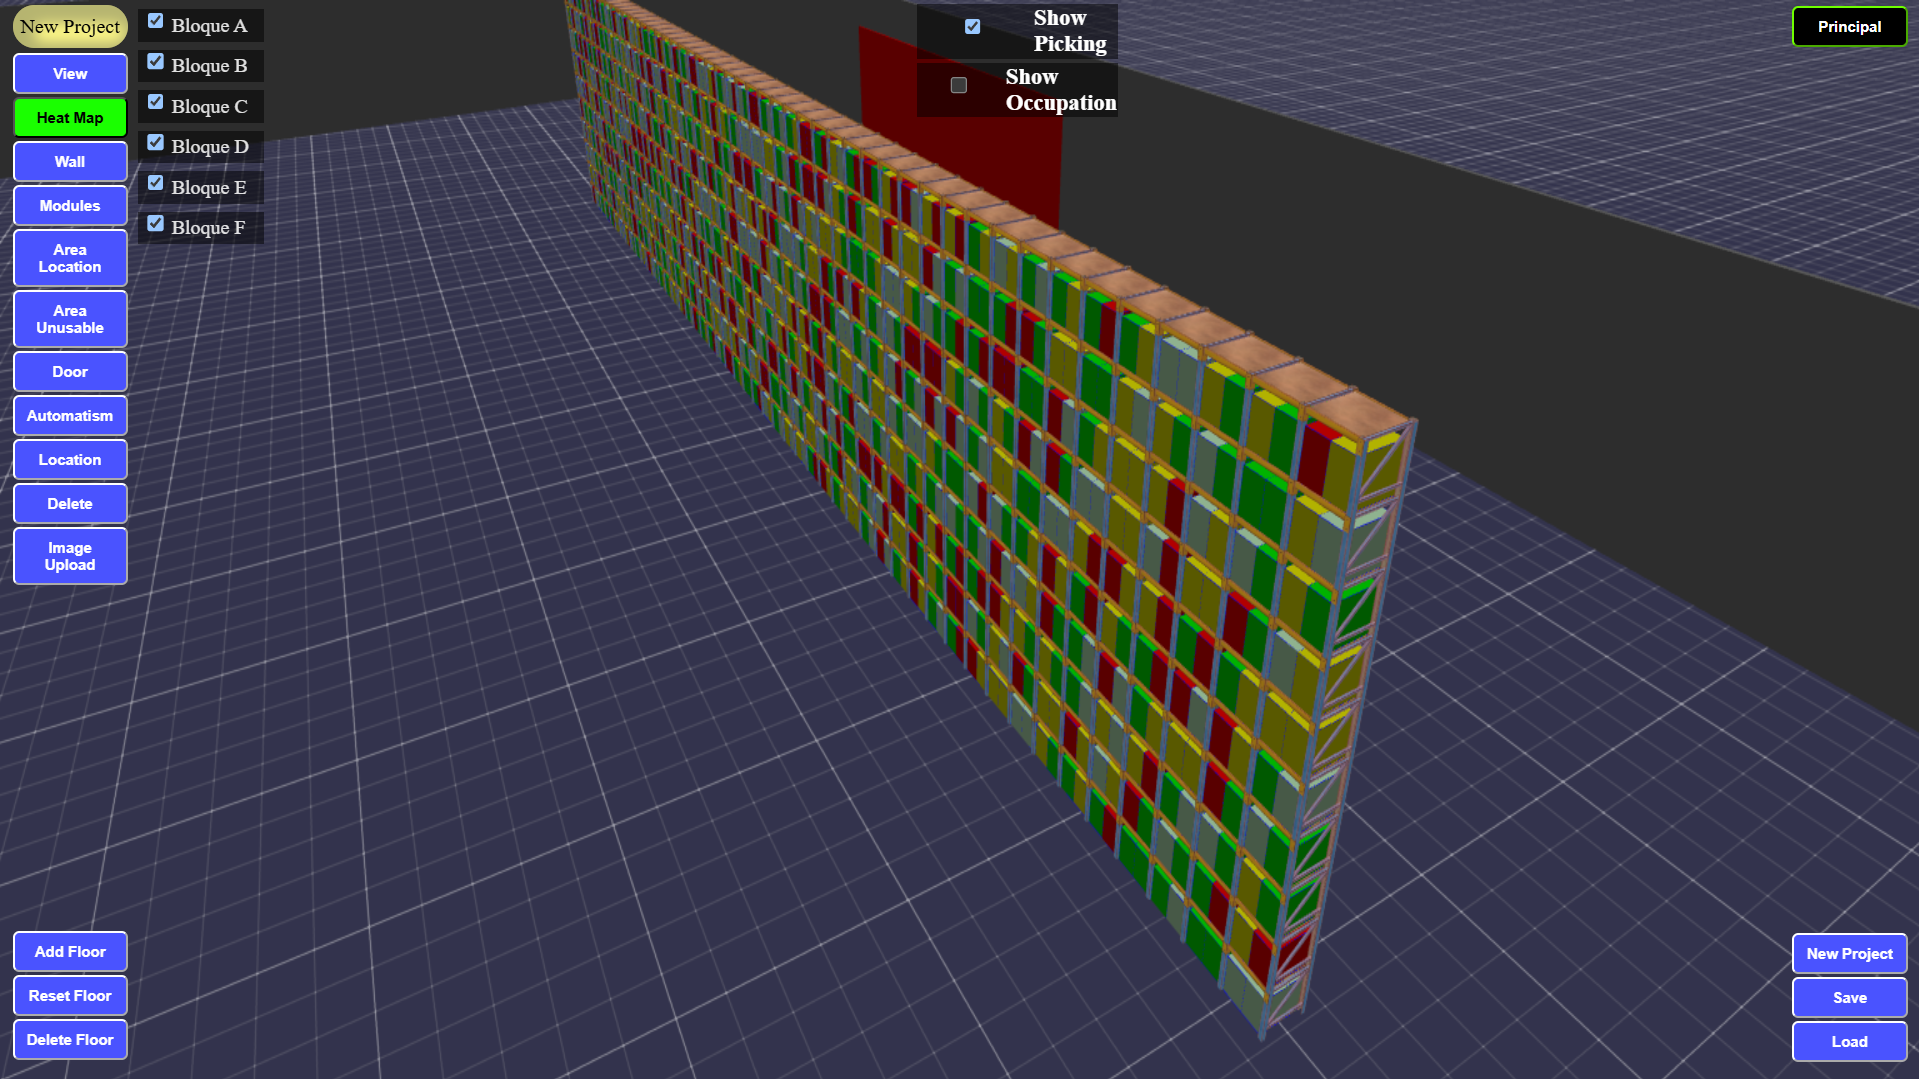 New Project
View
Heat Map
Wall
Modules
Area
Location
Area
Unusable
Door
Automatism
Location
Delete
Image
Upload
Add Floor
Reset Floor
Delete Floor
Bloque A
Bloque B
Bloque C
Bloque D
Bloque E
Bloque F
Show
Picking
Show
Occupation
Principal
New Project
Save
Load